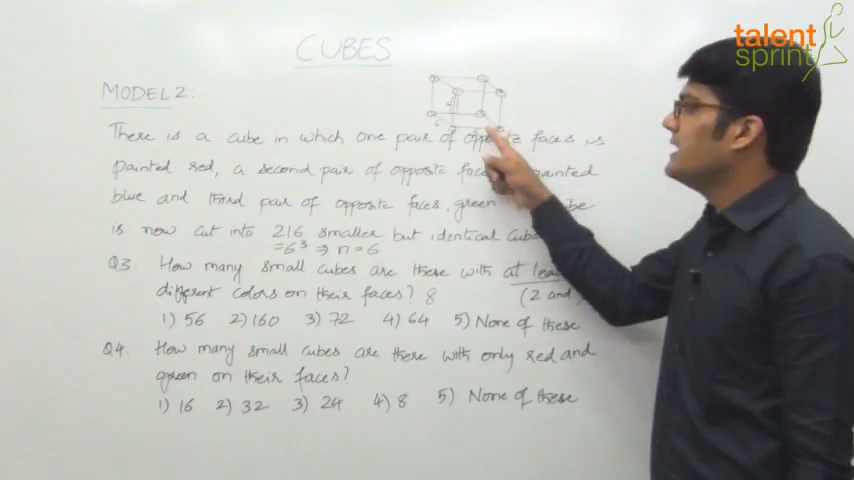 talent
sprint
CUBES
MODEL 2.
There is a cube in which one pair of opposite faces is
painted red, a second pair of opposite faces painted
blue and third pair of opposite faces, green
is now cut into 216 smaller but identical cubes
= 6³ ⇒ n = 6
Q3 How many small cubes are there with at least
different colors on their faces? 8 (2 and
1) 56 2) 160 3) 72 4) 64 5) None of these
Q4. How many small cubes are there with only red and
green on their faces?
1) 16 2) 32 3) 24 4) 8 5) None of these